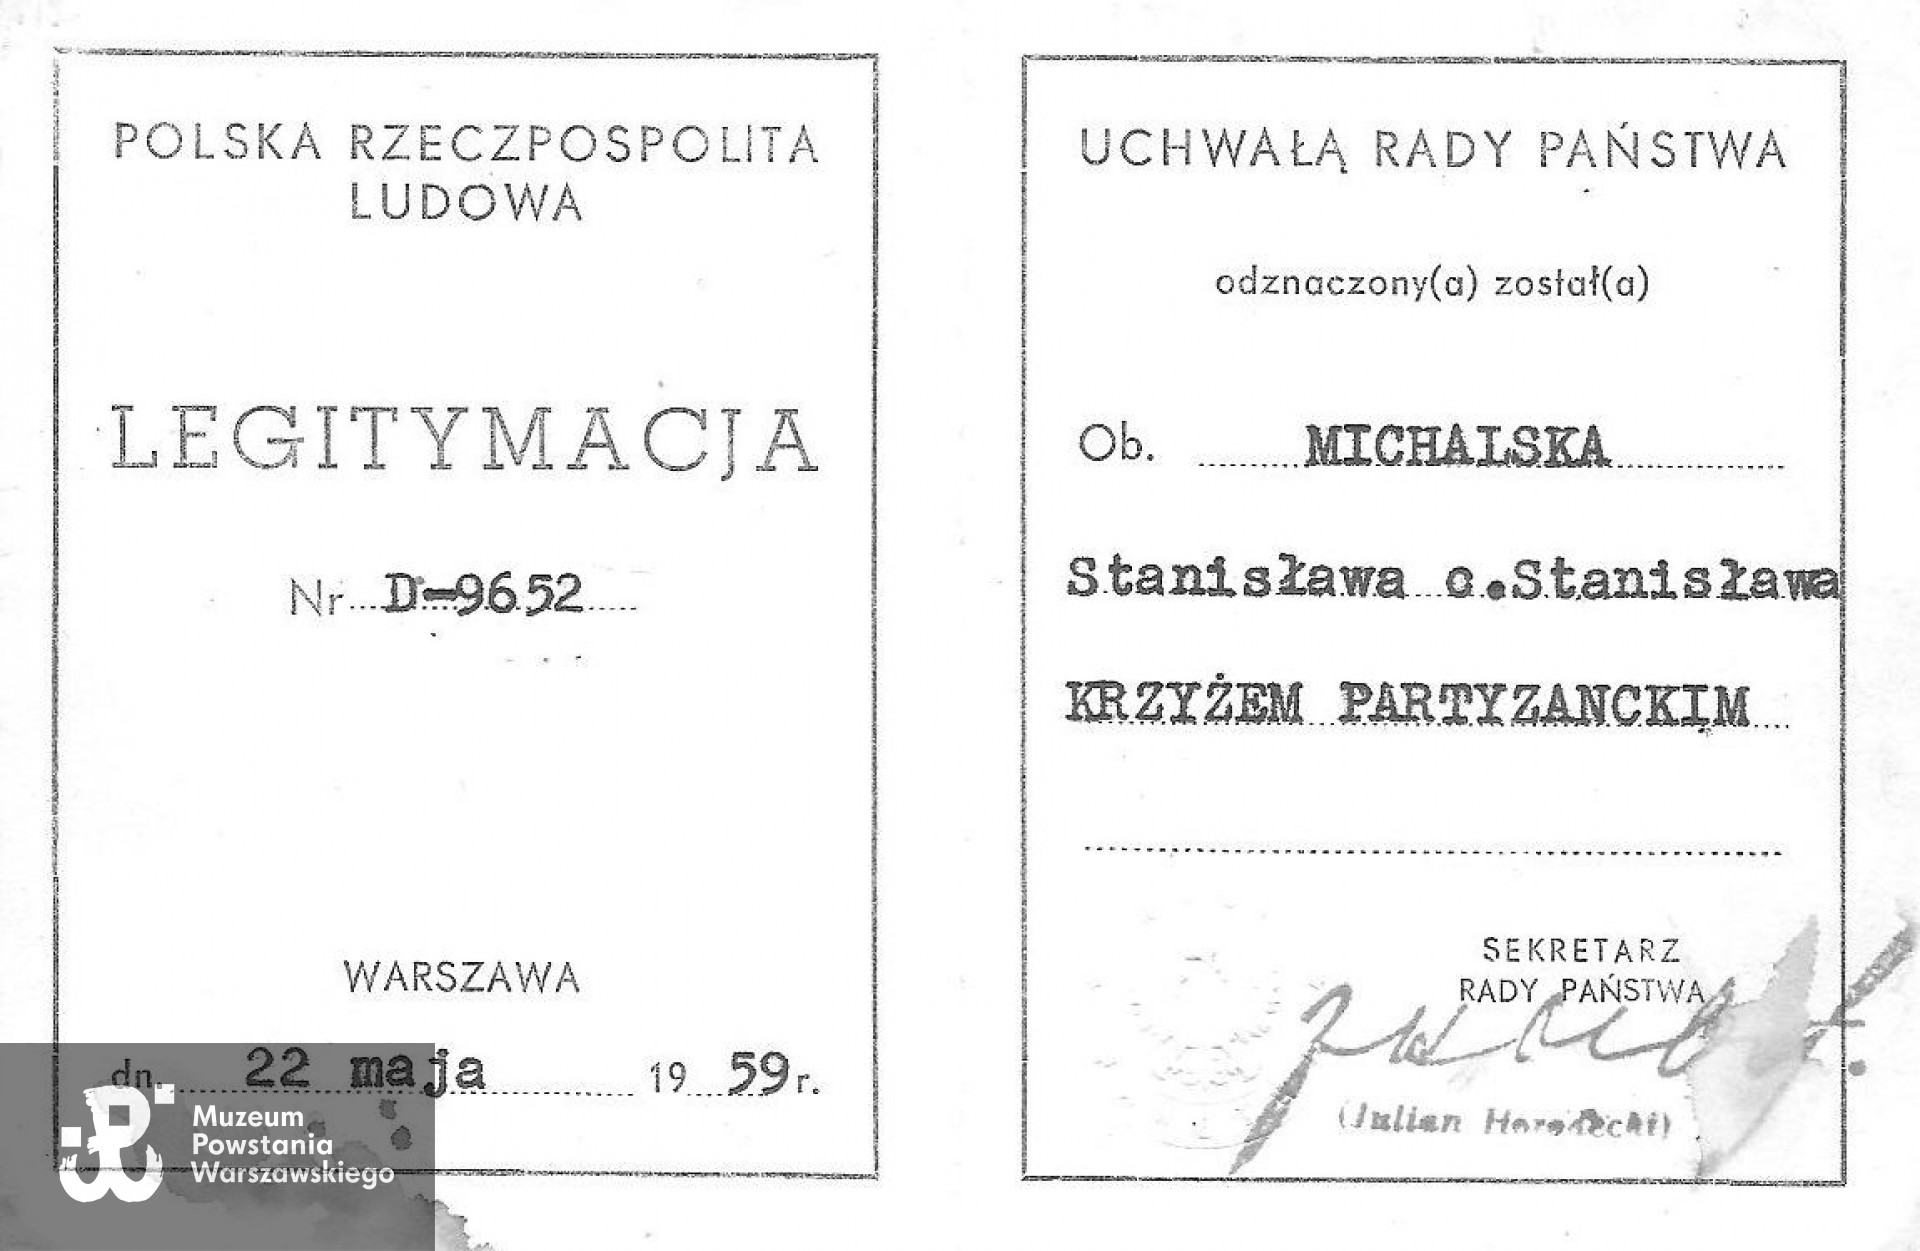 POLSKA RZECZPOSPOLITA
LUDOWA
LEGITYMACJA
Nr D-9652
WARSZAWA
dn. 22 maja 1959 r.
UCHWAŁĄ RADY PAŃSTWA
odznaczony(a) został(a)
Ob. MICHALSKA
Stanisława c.Stanisława
KRZYŻEM PARTYZANCKIM
SEKRETARZ
RADY PAŃSTWA
(Julian Horodecki)
Muzeum
Powstania
Warszawskiego